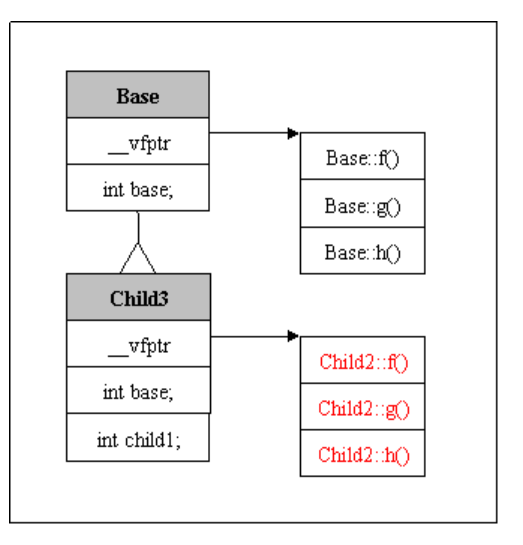 Base
__vfptr
int base;
Base::f()
Base::g()
Base::h()
Child3
__vfptr
int base;
int child1;
Child2::f()
Child2::g()
Child2::h()